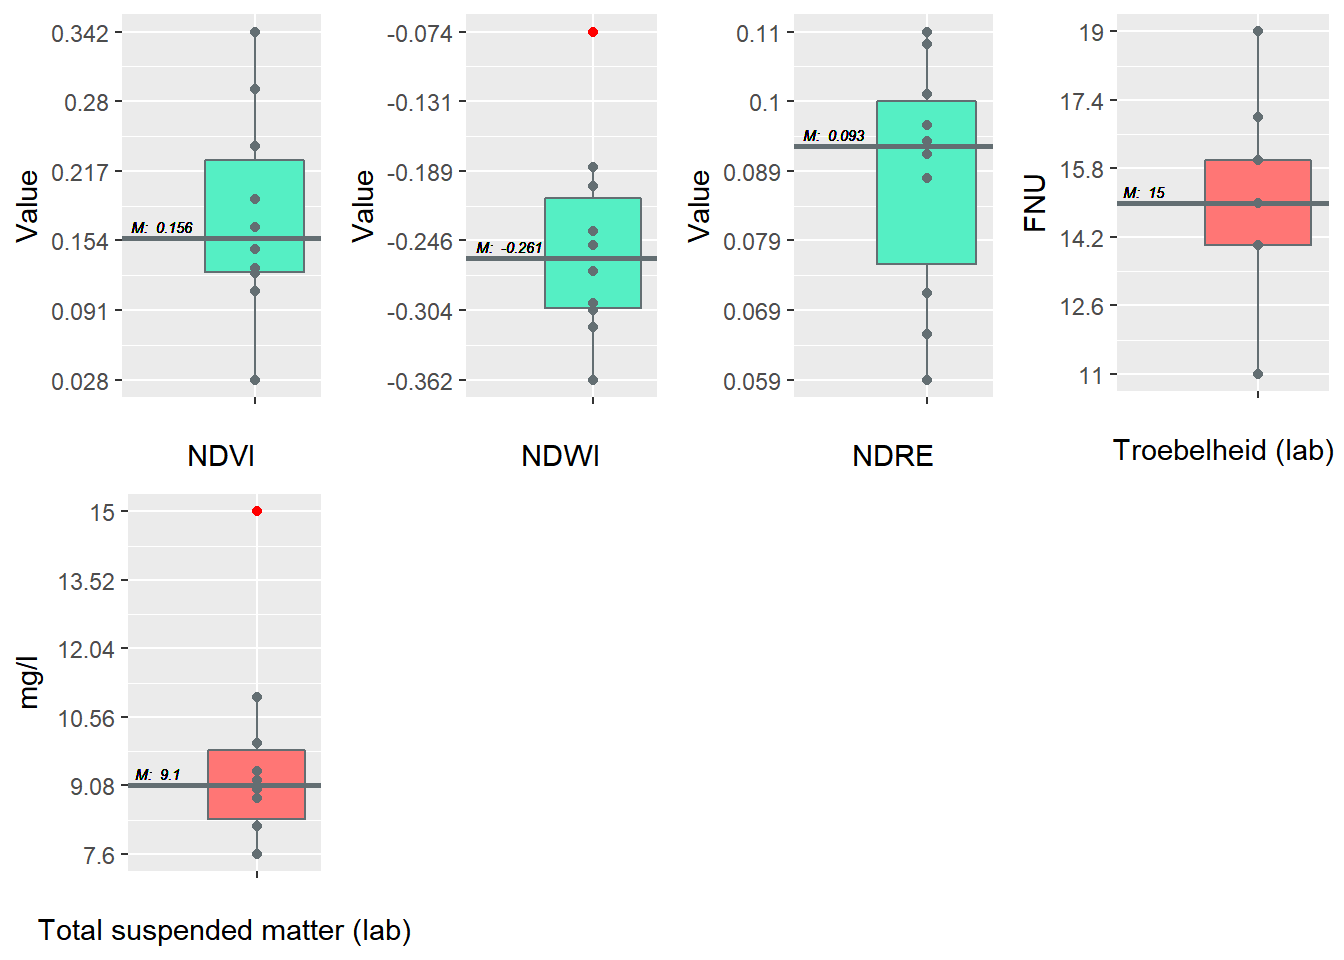 Value
0.342
0.28
0.217
0.154
0.091
0.028
M: 0.156
NDVI
Value
-0.074
-0.131
-0.189
-0.246
-0.304
-0.362
M: -0.261
NDWI
Value
0.11
0.1
0.089
0.079
0.069
0.059
M: 0.093
NDRE
FNU
19
17.4
15.8
14.2
12.6
11
M: 15
Troebelheid (lab)
mg/l
15
13.52
12.04
10.56
9.08
7.6
M: 9.1
Total suspended matter (lab)